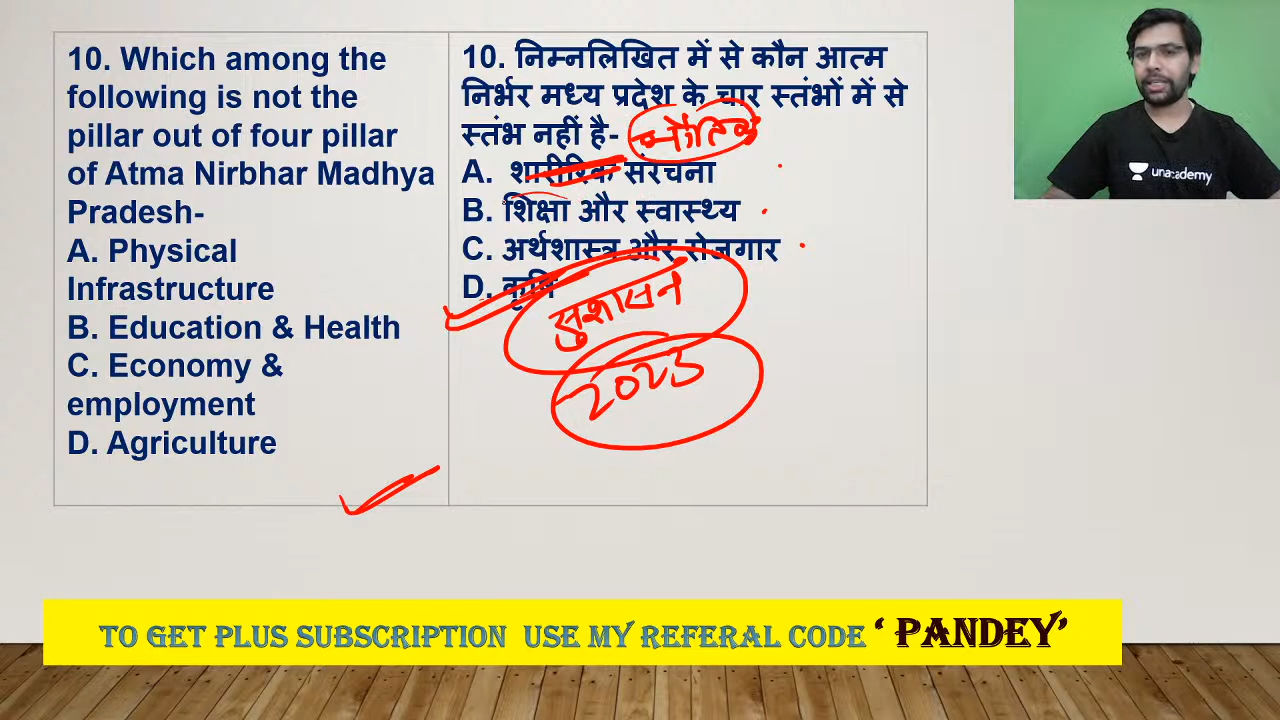 10. Which among the
following is not the
pillar out of four pillar
of Atma Nirbhar Madhya
Pradesh-
A. Physical
Infrastructure
B. Education & Health
C. Economy &
employment
D. Agriculture
10. निम्नलिखित में से कौन आत्म
निर्भर मध्य प्रदेश के चार स्तंभों में से
स्तंभ नहीं है-
भौतिक
A. शारीरिक संरचना
B. शिक्षा और स्वास्थ्य
C. अर्थशास्त्र और रोजगार
D. कृषि
सुशासन
2023
unacademy
TO GET PLUS SUBSCRIPTION USE MY REFERAL CODE ‘ PANDEY’